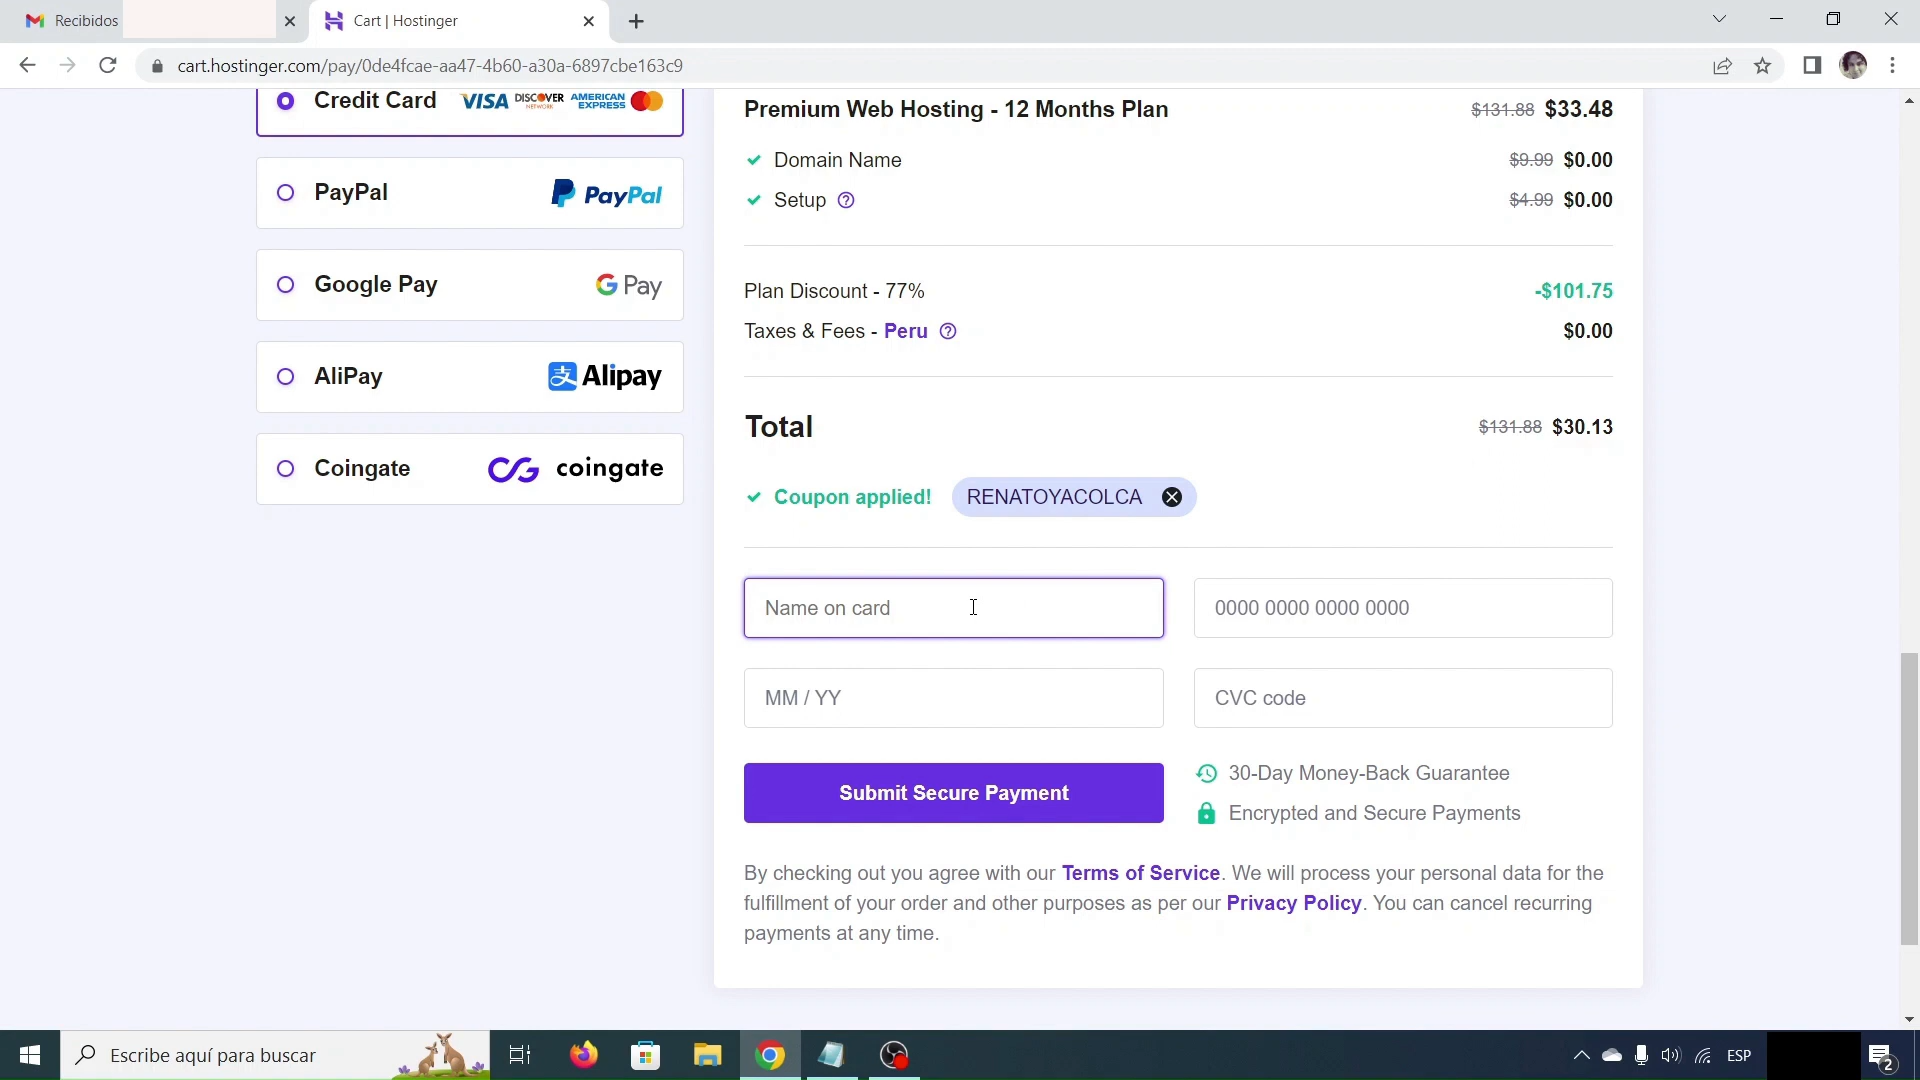 Recibidos
Cart | Hostinger
cart.hostinger.com/pay/0de4fcae-aa47-4b60-a30a-6897cbe163c9
Credit Card VISA DISCOVER NETWORK AMERICAN EXPRESS
PayPal PayPal
Google Pay G Pay
AliPay 支 Alipay
Coingate CG coingate
Premium Web Hosting - 12 Months Plan $131.88 $33.48
Domain Name $9.99 $0.00
Setup ? $4.99 $0.00
Plan Discount - 77% -$101.75
Taxes & Fees - Peru ? $0.00
Total $131.88 $30.13
Coupon applied! RENATOYACOLCA
Name on card 0000 0000 0000 0000
MM / YY CVC code
Submit Secure Payment
30-Day Money-Back Guarantee
Encrypted and Secure Payments
By checking out you agree with our Terms of Service. We will process your personal data for the
fulfillment of your order and other purposes as per our Privacy Policy. You can cancel recurring
payments at any time.
Escribe aquí para buscar
ESP
2